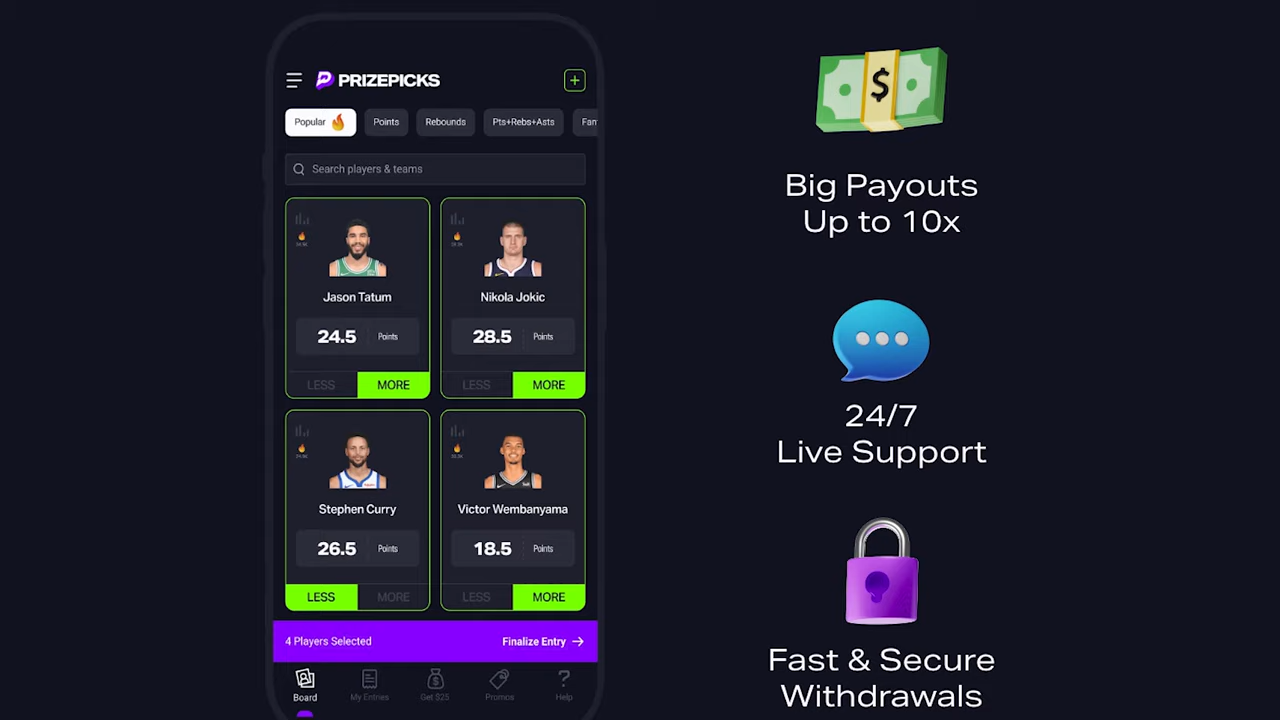 PRIZEPICKS
Popular
Points
Rebounds
Pts+Rebs+Asts
Search players & teams
Jason Tatum
24.5 Points
LESS MORE
Nikola Jokic
28.5 Points
LESS MORE
Stephen Curry
26.5 Points
LESS MORE
Victor Wembanyama
18.5 Points
LESS MORE
4 Players Selected
Finalize Entry
Board
My Entries
Get $25
Promos
Help
Big Payouts
Up to 10x
24/7
Live Support
Fast & Secure
Withdrawals